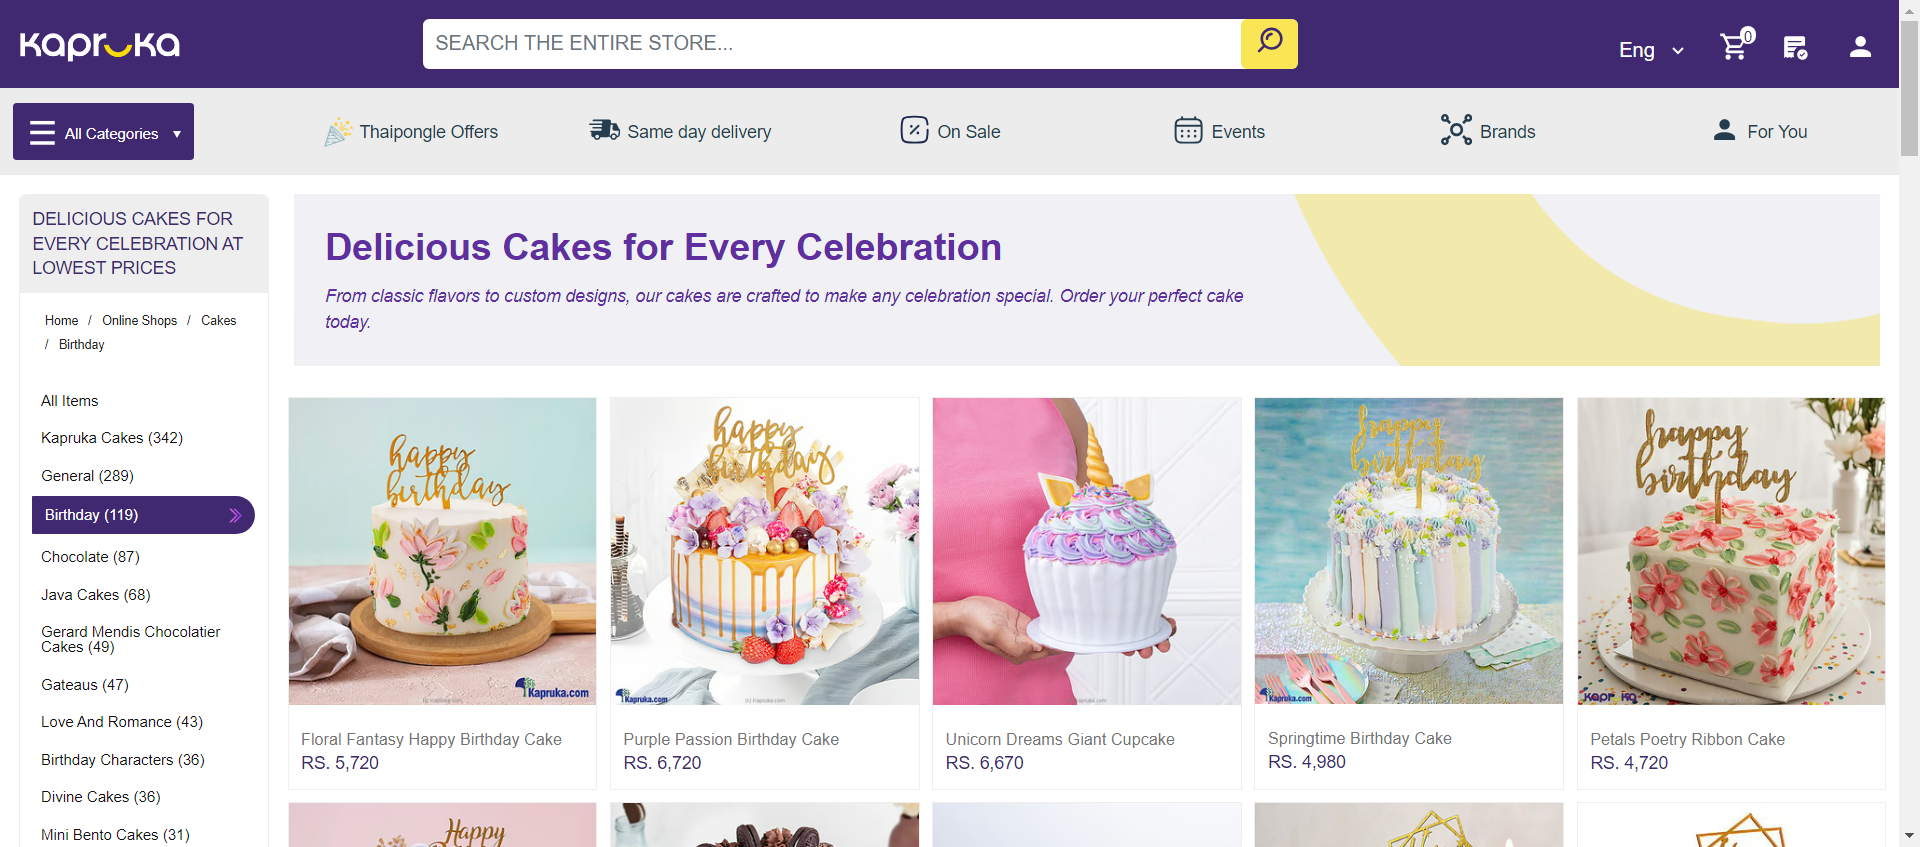 Kapruka
SEARCH THE ENTIRE STORE...
Eng
0
All Categories
Thaipongle Offers
Same day delivery
On Sale
Events
Brands
For You
DELICIOUS CAKES FOR
EVERY CELEBRATION AT
LOWEST PRICES
Home / Online Shops / Cakes
/ Birthday
All Items
Kapruka Cakes (342)
General (289)
Birthday (119)
Chocolate (87)
Java Cakes (68)
Gerard Mendis Chocolatier
Cakes (49)
Gateaus (47)
Love And Romance (43)
Birthday Characters (36)
Divine Cakes (36)
Mini Bento Cakes (31)
Delicious Cakes for Every Celebration
From classic flavors to custom designs, our cakes are crafted to make any celebration special. Order your perfect cake
today.
happy
birthday
Kapruka.com
(c) Kapruka.com
Floral Fantasy Happy Birthday Cake
RS. 5,720
happy
birthday
Kapruka.com
(c) Kapruka.com
Purple Passion Birthday Cake
RS. 6,720
Unicorn Dreams Giant Cupcake
RS. 6,670
happy
birthday
Kapruka.com
Springtime Birthday Cake
RS. 4,980
happy
birthday
Petals Poetry Ribbon Cake
RS. 4,720
Happy